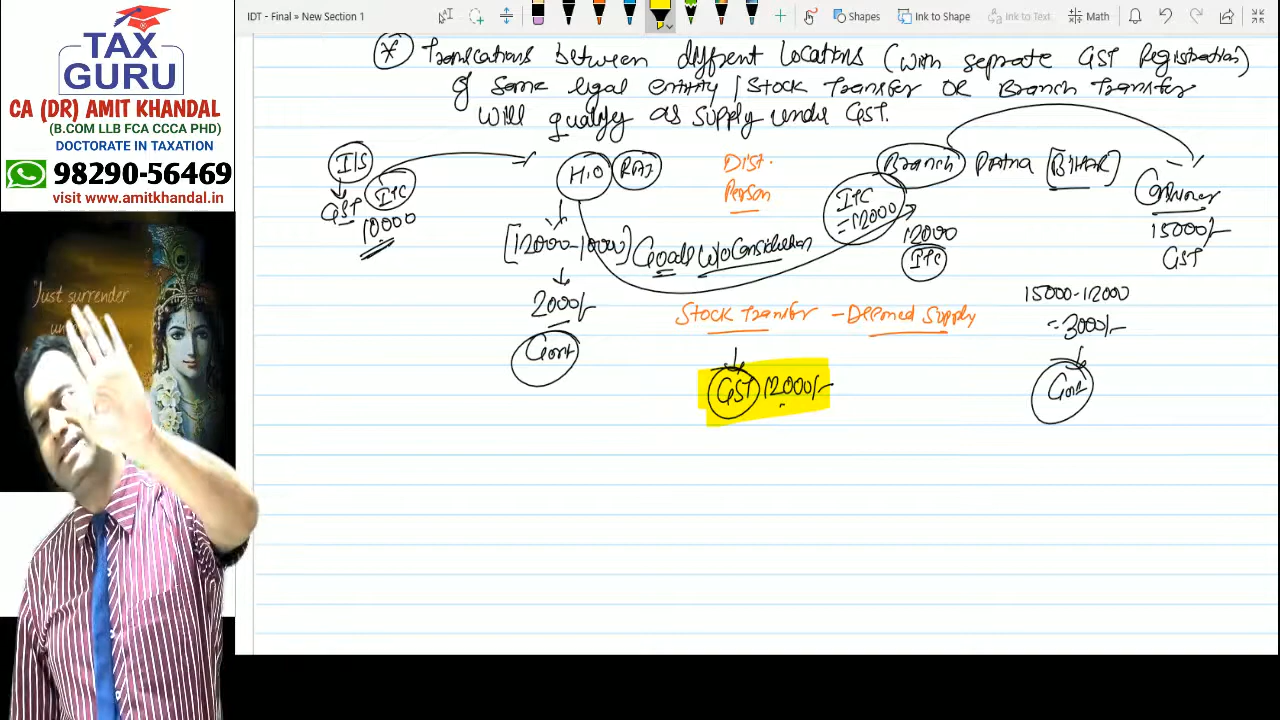 IDT - Final » New Section 1
Shapes
Ink to Shape
Ink to Text
Math
TAX
GURU
CA (DR) AMIT KHANDAL
(B.COM LLB FCA CCCA PHD)
DOCTORATE IN TAXATION
98290-56469
visit www.amitkhandal.in
"Just surrender
* Transcations between diffrent locations (with seprate GST Registration)
of same legal entity / Stock Transfer or Branch Transfer
will qualify as supply under GST.
I/S
GST
ITC
10000
H/O
RAJ
Dist.
Person
Branch
Patna
[BIHAR]
Consumer
15000/-
GST
ITC
= 12000
12000
ITC
[12000-10000]
Goods w/o Consideration
2000/-
Govt
Stock Transfer - Deemed Supply
GST 12000/-
15000-12000
= 3000/-
Govt